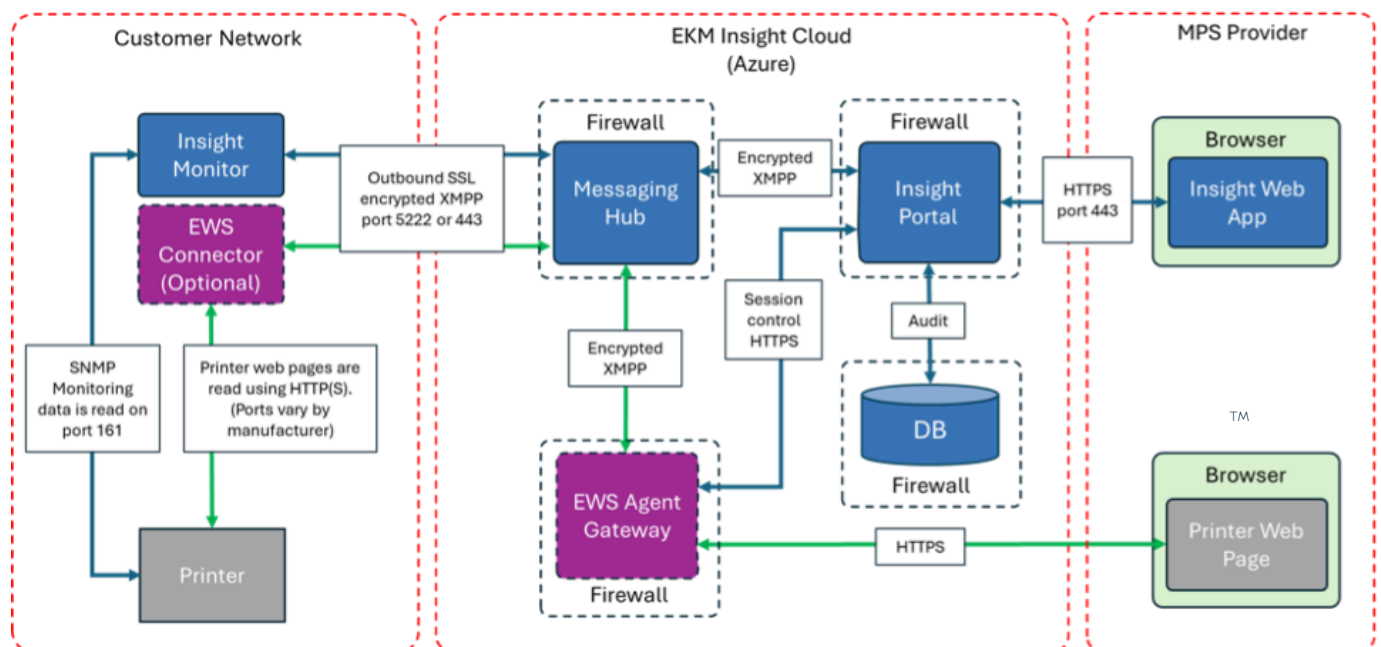 Customer Network
EKM Insight Cloud
(Azure)
MPS Provider
Insight
Monitor
EWS
Connector
(Optional)
Outbound SSL
encrypted XMPP
port 5222 or 443
SNMP
Monitoring
data is read on
port 161
Printer web pages are
read using HTTP(S).
(Ports vary by
manufacturer)
Printer
Firewall
Messaging
Hub
Encrypted
XMPP
Firewall
Insight
Portal
Encrypted
XMPP
Session
control
HTTPS
Audit
DB
Firewall
EWS Agent
Gateway
Firewall
HTTPS
HTTPS
port 443
Browser
Insight Web
App
TM
Browser
Printer Web
Page